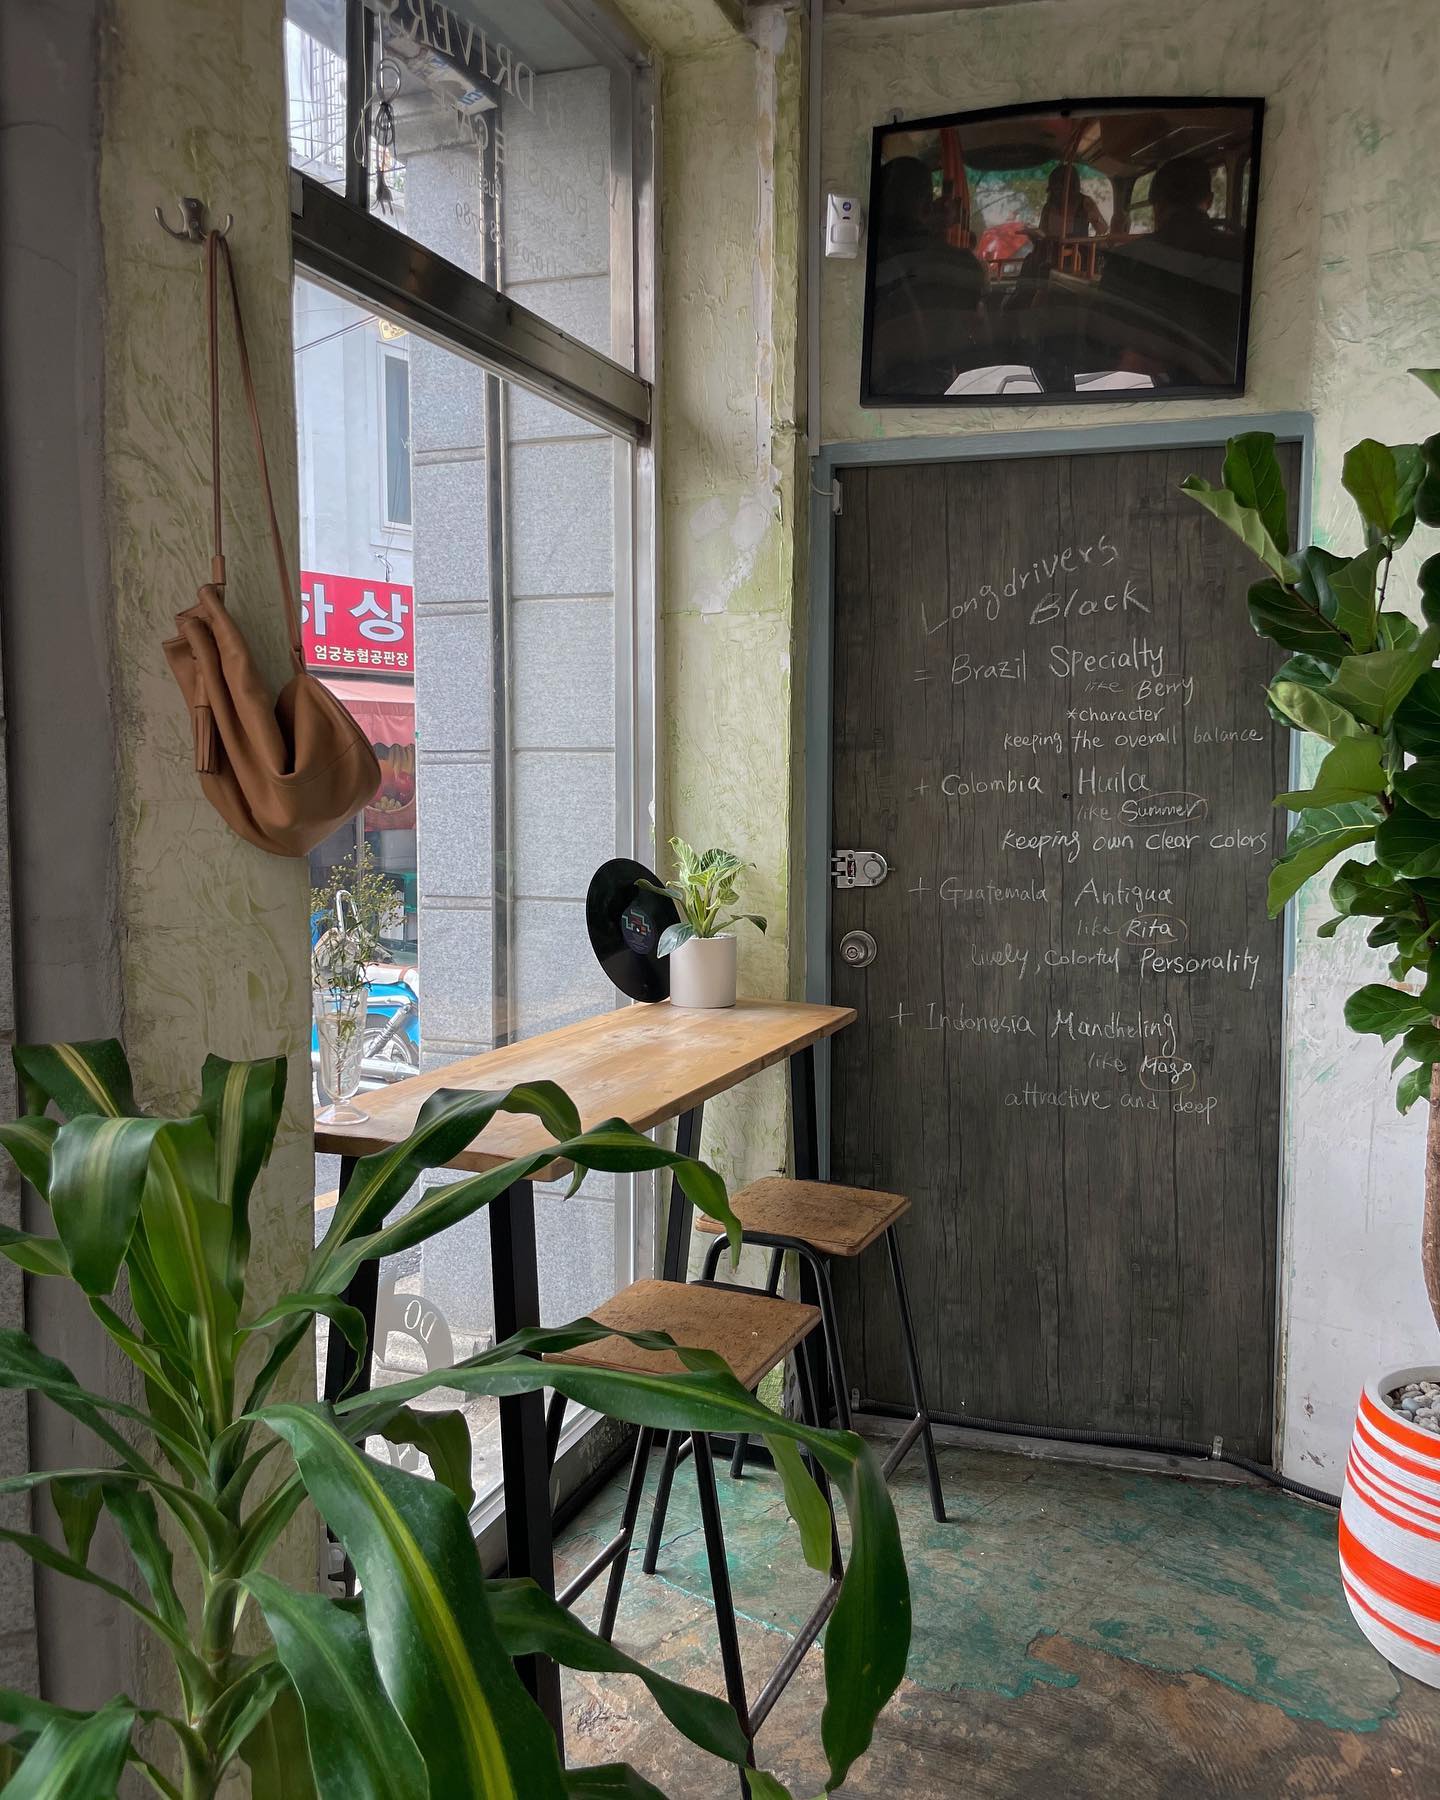 DRIVERS
하상
엄궁농협공판장
Longdrivers
Black
= Brazil Specialty
like Berry
*character
keeping the overall balance
+ Colombia Huila
like Summer
keeping own clear colors
+ Guatemala Antigua
like Rita
lively, Colorful Personality
+ Indonesia Mandheling
like Mago
attractive and deep
DO